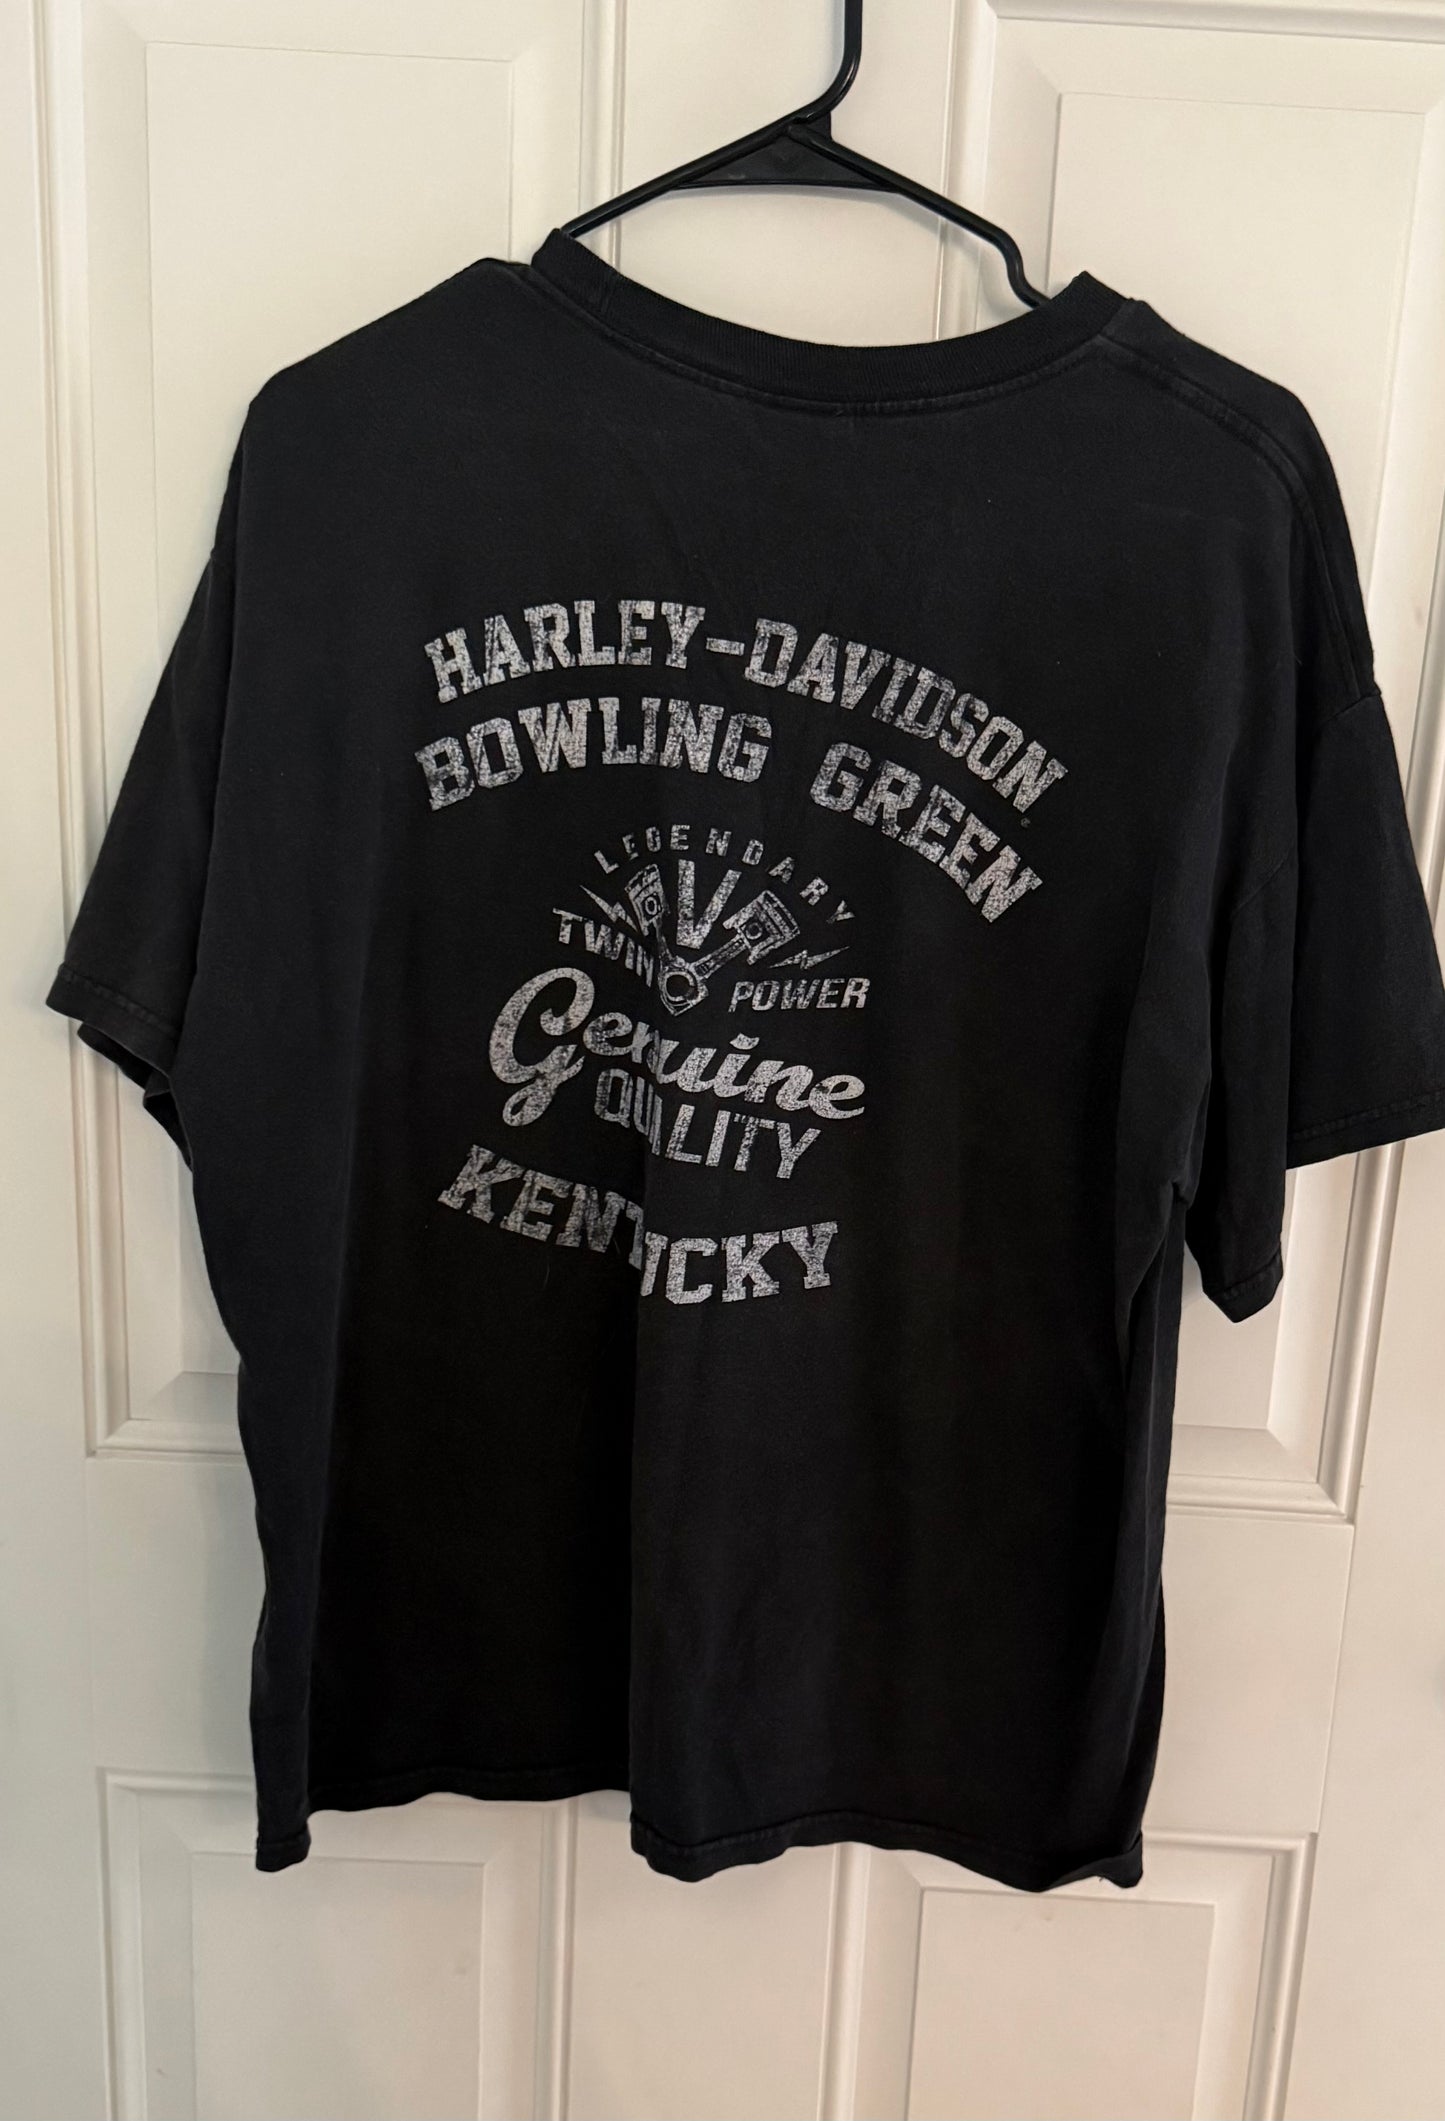 HARLEY-DAVIDSON
BOWLING GREEN
LEGENDARY
V
TWIN POWER
Genuine
QUALITY
KENTUCKY